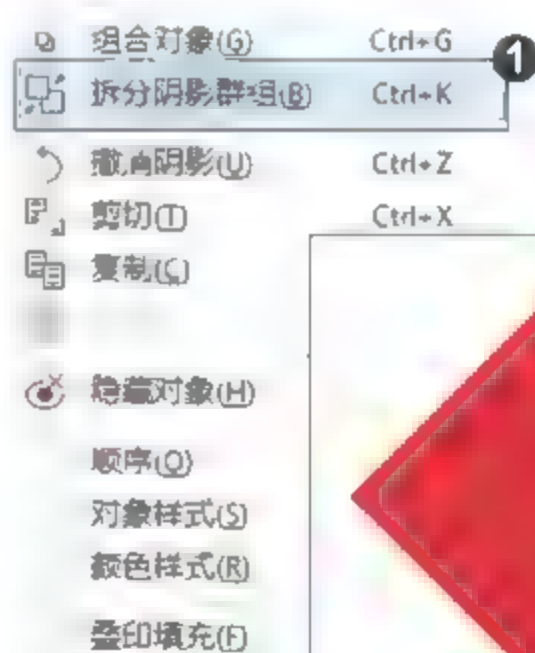 组合对象(G) Ctrl+G
1
拆分阴影群组(B) Ctrl+K
撤消阴影(U) Ctrl+Z
剪切(T) Ctrl+X
复制(C)
隐藏对象(H)
顺序(O)
对象样式(S)
颜色样式(R)
叠印填充(F)